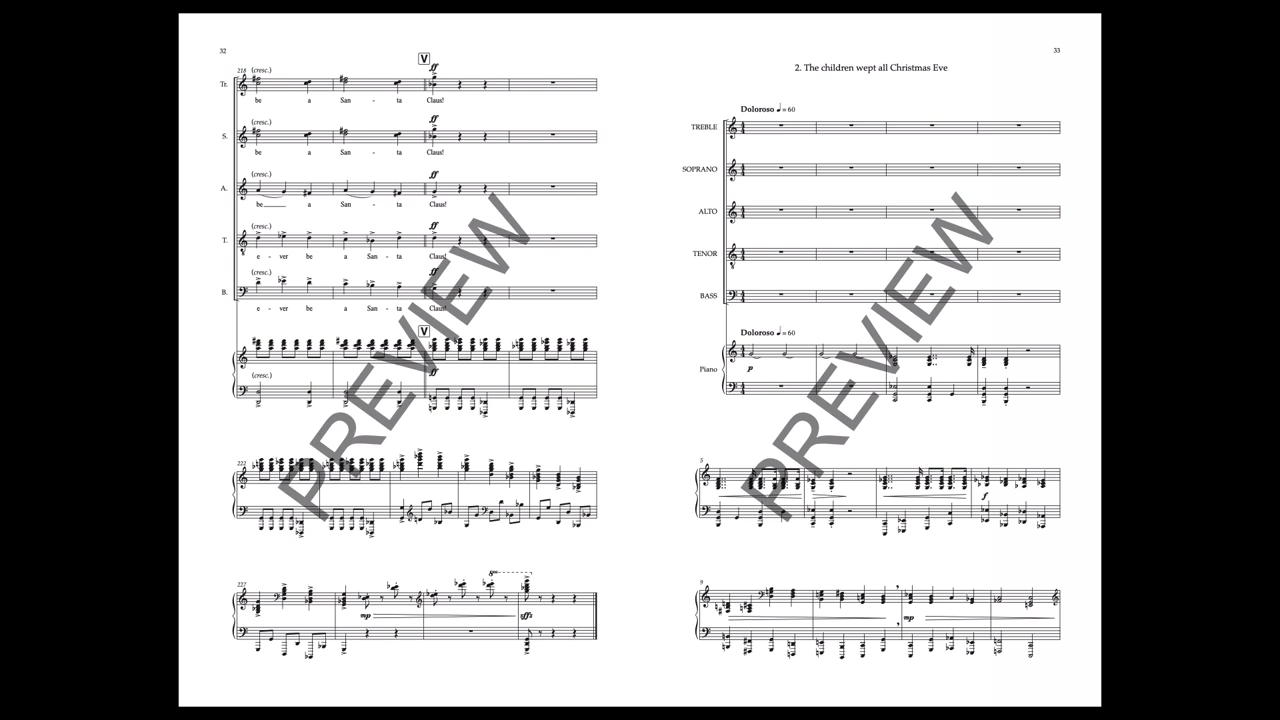 32
V
218 (cresc.) ff
Tr.
be a San - ta Claus!
(cresc.) ff
S.
be a San - ta Claus!
(cresc.) ff
A.
be____ a San - ta Claus!
(cresc.) ff
T.
e - ver be a San - ta Claus!
(cresc.) ff
B.
e - ver be a San - ta Claus!
V
(cresc.) ff
222
227
8va
mp sffz
PREVIEW
33
2. The children wept all Christmas Eve
Doloroso ♩ = 60
TREBLE
SOPRANO
ALTO
TENOR
BASS
Doloroso ♩ = 60
Piano
p
5
f
9
mp
PREVIEW